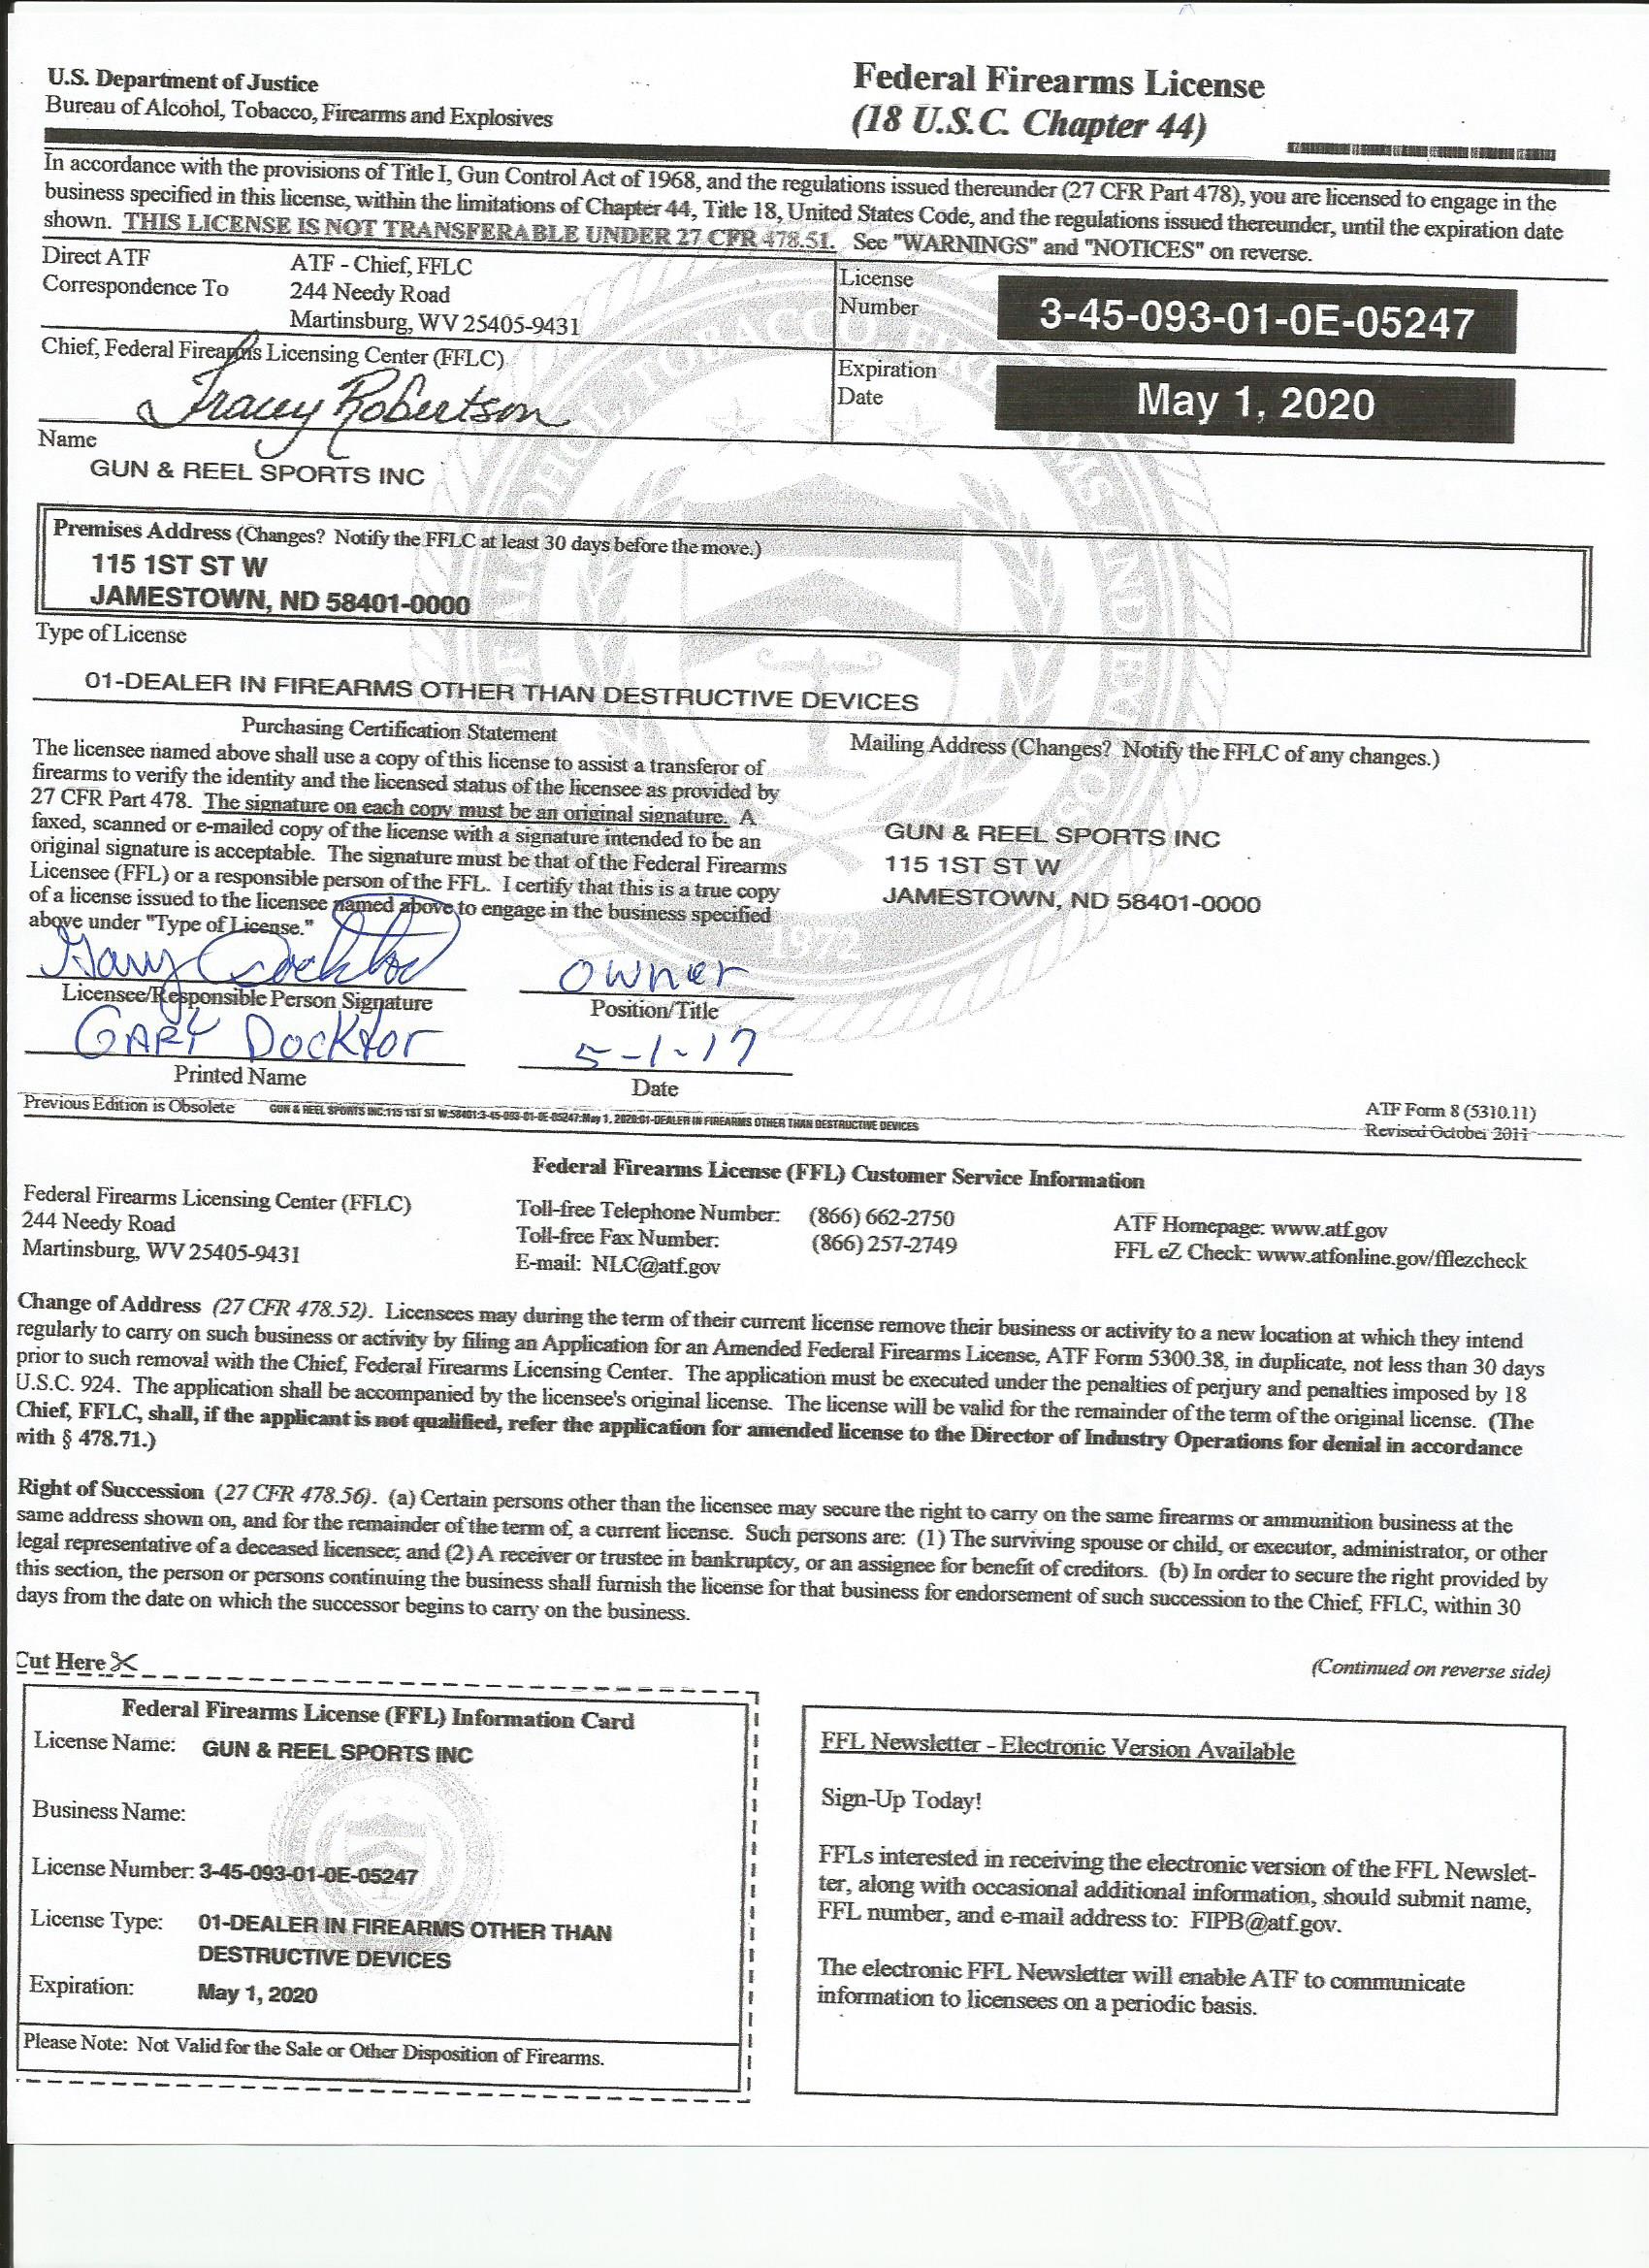 U.S. Department of Justice
Bureau of Alcohol, Tobacco, Firearms and Explosives
Federal Firearms License
(18 U.S.C. Chapter 44)
In accordance with the provisions of Title I, Gun Control Act of 1968, and the regulations issued thereunder (27 CFR Part 478), you are licensed to engage in the
business specified in this license, within the limitations of Chapter 44, Title 18, United States Code, and the regulations issued thereunder, until the expiration date
shown. THIS LICENSE IS NOT TRANSFERABLE UNDER 27 CFR 478.51. See "WARNINGS" and "NOTICES" on reverse.
Direct ATF
Correspondence To
ATF - Chief, FFLC
244 Needy Road
Martinsburg, WV 25405-9431
License
Number
3-45-093-01-0E-05247
Chief, Federal Firearms Licensing Center (FFLC)
Tracey Robertson
Expiration
Date
May 1, 2020
Name
GUN & REEL SPORTS INC
Premises Address (Changes? Notify the FFLC at least 30 days before the move.)
115 1ST ST W
JAMESTOWN, ND 58401-0000
Type of License
01-DEALER IN FIREARMS OTHER THAN DESTRUCTIVE DEVICES
Purchasing Certification Statement
The licensee named above shall use a copy of this license to assist a transferor of
firearms to verify the identity and the licensed status of the licensee as provided by
27 CFR Part 478. The signature on each copy must be an original signature. A
faxed, scanned or e-mailed copy of the license with a signature intended to be an
original signature is acceptable. The signature must be that of the Federal Firearms
Licensee (FFL) or a responsible person of the FFL. I certify that this is a true copy
of a license issued to the licensee named above to engage in the business specified
above under "Type of License."
Mailing Address (Changes? Notify the FFLC of any changes.)
GUN & REEL SPORTS INC
115 1ST ST W
JAMESTOWN, ND 58401-0000
1972
Gary Dockter
Licensee/Responsible Person Signature
Owner
Position/Title
GARY Docktor
Printed Name
5-1-17
Date
Previous Edition is Obsolete
GUN & REEL SPORTS INC:115 1ST ST W:58401:3-45-093-01-0E-05247:May 1, 2020:01-DEALER IN FIREARMS OTHER THAN DESTRUCTIVE DEVICES
ATF Form 8 (5310.11)
Revised October 2011
Federal Firearms License (FFL) Customer Service Information
Federal Firearms Licensing Center (FFLC)
244 Needy Road
Martinsburg, WV 25405-9431
Toll-free Telephone Number: (866) 662-2750
Toll-free Fax Number: (866) 257-2749
E-mail: NLC@atf.gov
ATF Homepage: www.atf.gov
FFL eZ Check: www.atfonline.gov/fflezcheck
Change of Address (27 CFR 478.52). Licensees may during the term of their current license remove their business or activity to a new location at which they intend
regularly to carry on such business or activity by filing an Application for an Amended Federal Firearms License, ATF Form 5300.38, in duplicate, not less than 30 days
prior to such removal with the Chief, Federal Firearms Licensing Center. The application must be executed under the penalties of perjury and penalties imposed by 18
U.S.C. 924. The application shall be accompanied by the licensee's original license. The license will be valid for the remainder of the term of the original license. (The
Chief, FFLC, shall, if the applicant is not qualified, refer the application for amended license to the Director of Industry Operations for denial in accordance
with § 478.71.)
Right of Succession (27 CFR 478.56). (a) Certain persons other than the licensee may secure the right to carry on the same firearms or ammunition business at the
same address shown on, and for the remainder of the term of, a current license. Such persons are: (1) The surviving spouse or child, or executor, administrator, or other
legal representative of a deceased licensee; and (2) A receiver or trustee in bankruptcy, or an assignee for benefit of creditors. (b) In order to secure the right provided by
this section, the person or persons continuing the business shall furnish the license for that business for endorsement of such succession to the Chief, FFLC, within 30
days from the date on which the successor begins to carry on the business.
(Continued on reverse side)
Cut Here
Federal Firearms License (FFL) Information Card
License Name: GUN & REEL SPORTS INC
Business Name:
License Number: 3-45-093-01-0E-05247
License Type: 01-DEALER IN FIREARMS OTHER THAN
DESTRUCTIVE DEVICES
Expiration: May 1, 2020
Please Note: Not Valid for the Sale or Other Disposition of Firearms.
FFL Newsletter - Electronic Version Available
Sign-Up Today!
FFLs interested in receiving the electronic version of the FFL Newslet-
ter, along with occasional additional information, should submit name,
FFL number, and e-mail address to: FIPB@atf.gov.
The electronic FFL Newsletter will enable ATF to communicate
information to licensees on a periodic basis.